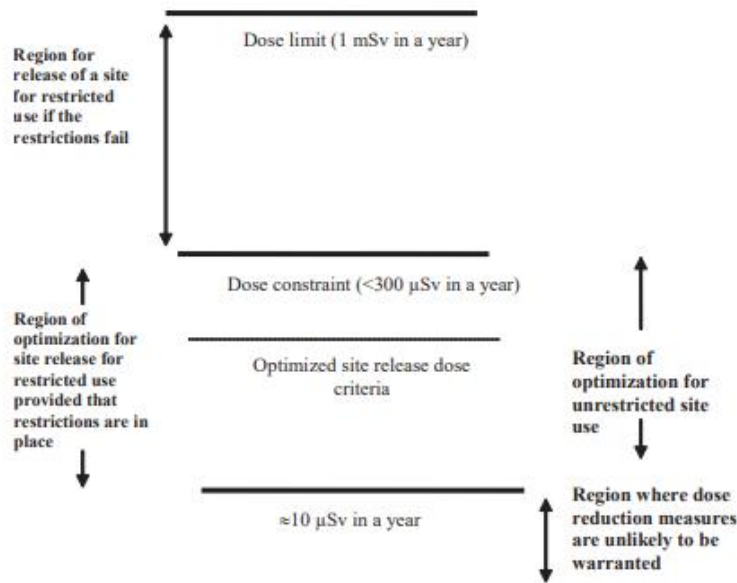 Dose limit (1 mSv in a year)
Region for
release of a site
for restricted
use if the
restrictions fail
Dose constraint (<300 µSv in a year)
Region of
optimization for
site release for
restricted use
provided that
restrictions are in
place
Optimized site release dose
criteria
Region of
optimization for
unrestricted site
use
≈10 µSv in a year
Region where dose
reduction measures
are unlikely to be
warranted